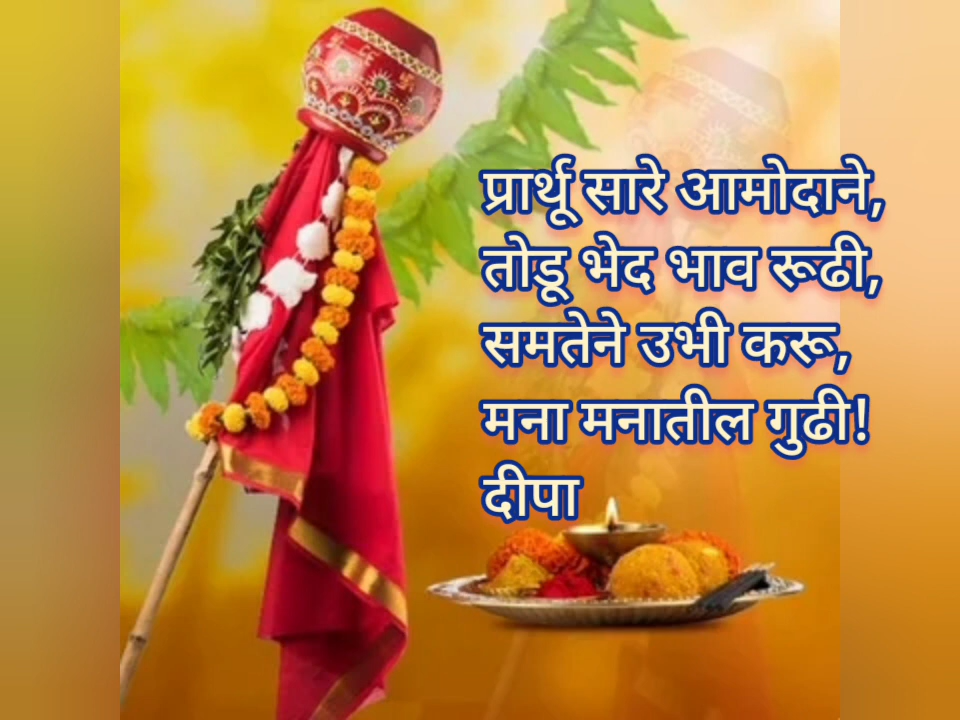 प्रार्थू सारे आमोदाने,
तोडू भेद भाव रूढी,
समतेने उभी करू,
मना मनातील गुढी!
दीपा